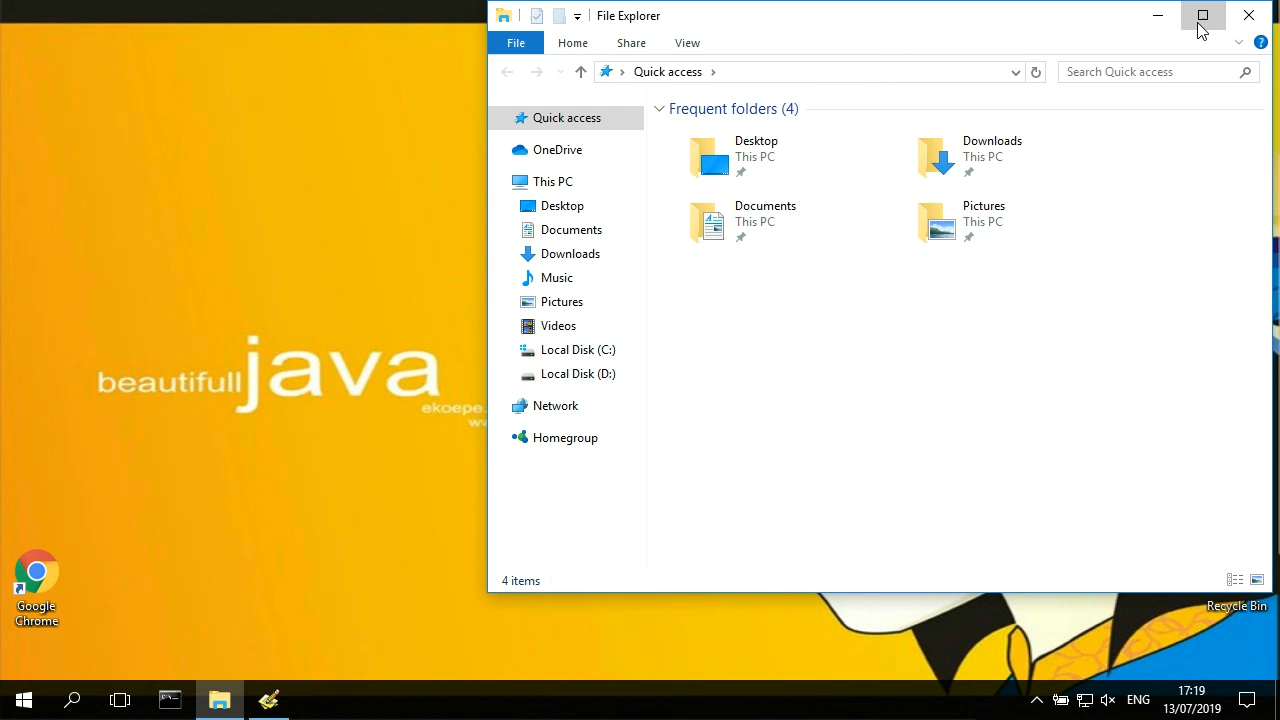 File Explorer
File Home Share View
Quick access
Search Quick access
Quick access
OneDrive
This PC
Desktop
Documents
Downloads
Music
Pictures
Videos
Local Disk (C:)
Local Disk (D:)
Network
Homegroup
Frequent folders (4)
Desktop
This PC
Downloads
This PC
Documents
This PC
Pictures
This PC
4 items
beautifull java
ekoepe.
Google
Chrome
Recycle Bin
ENG
17:19
13/07/2019